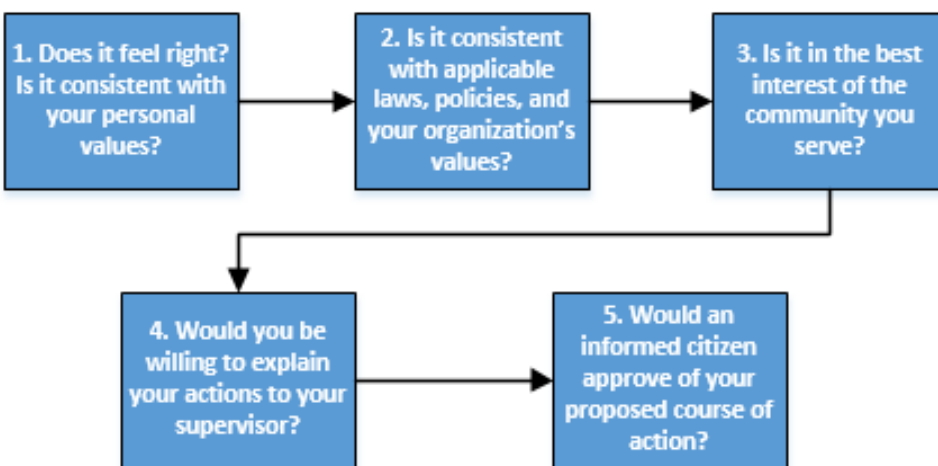 1. Does it feel right?
Is it consistent with
your personal
values?
2. Is it consistent
with applicable
laws, policies, and
your organization's
values?
3. Is it in the best
interest of the
community you
serve?
4. Would you be
willing to explain
your actions to your
supervisor?
5. Would an
informed citizen
approve of your
proposed course of
action?